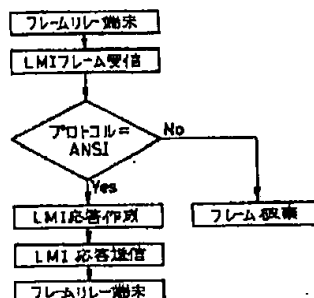 フレームリレー端末
LMIフレーム受信
プロトコル=
ANSI
No
Yes
LMI応答作成
フレーム破棄
LMI応答送信
フレームリレー端末